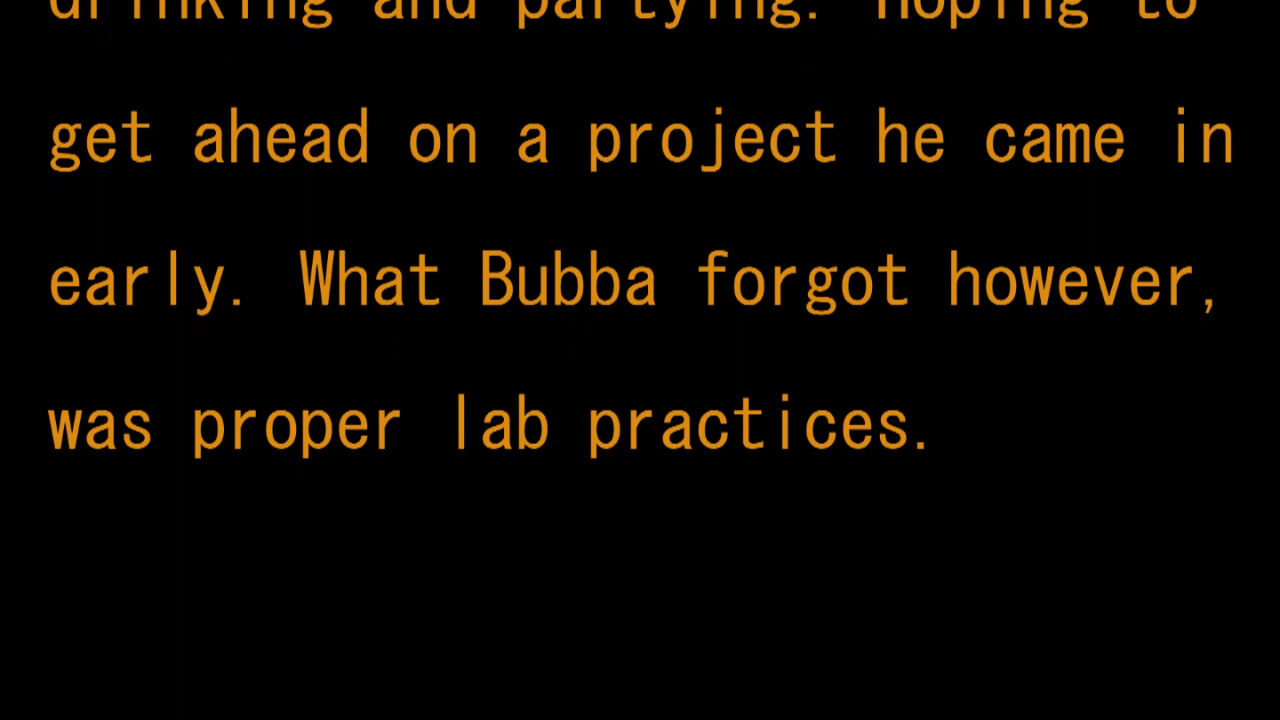 drinking and partying. Hoping to
get ahead on a project he came in
early. What Bubba forgot however,
was proper lab practices.